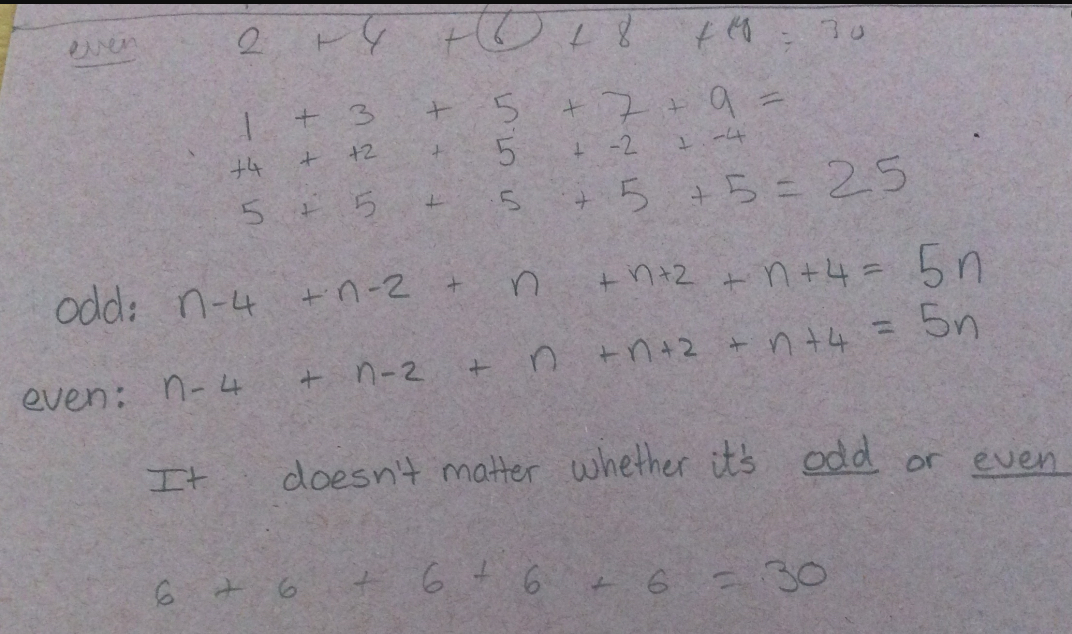 even 2 + 4 + 6 + 8 + 10 = 30
1 + 3 + 5 + 7 + 9 =
+4 + +2 + 5 + -2 + -4
5 + 5 + 5 + 5 + 5 = 25
odd: n-4 + n-2 + n + n+2 + n+4 = 5n
even: n-4 + n-2 + n + n+2 + n+4 = 5n
It doesn't matter whether it's odd or even
6 + 6 + 6 + 6 + 6 = 30